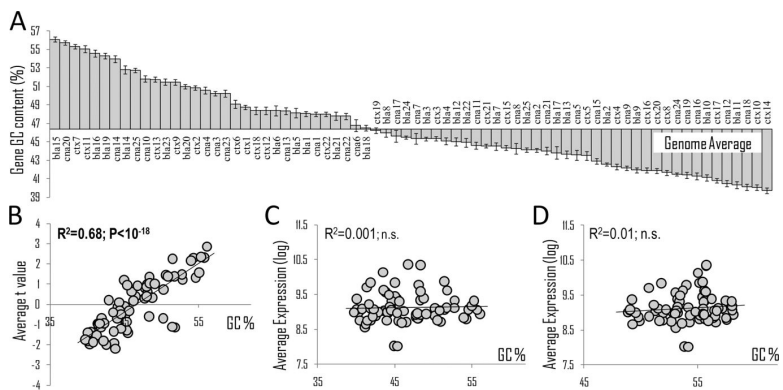 A
Gene GC content (%)
57
55
53
51
49
47
45
43
41
39
bla15 cna20 ctx7 ctx11 bla16 bla19 cna14 bla14 cna25 cna10 ctx13 bla23 ctx9 bla20 ctx2 cna4 cna3 cna23 ctx6 ctx1 ctx18 ctx12 bla6 cna13 bla5 bla1 cna1 ctx22 bla21 cna22 cna6 bla18
ctx19 bla8 cna17 bla24 cna7 bla3 ctx3 bla4 bla12 bla22 cna11 ctx21 bla7 ctx15 cna8 bla25 cna2 cna21 bla17 bla13 cna5 ctx5 cna15 bla2 ctx4 cna9 bla9 ctx16 ctx20 ctx8 cna24 cna19 cna16 bla10 ctx17 cna12 bla11 cna18 ctx10 ctx14
Genome Average
B
R²=0.68; P<10⁻¹⁸
Average t value
4
3
2
1
0
-1
-2
-3
-4
35
55
GC %
C
R²=0.001; n.s.
Average Expression (log)
11.5
10.5
9.5
8.5
7.5
35
45
55
GC %
D
R²=0.01; n.s.
Average Expression (log)
11.5
10.5
9.5
8.5
7.5
45
55
GC %